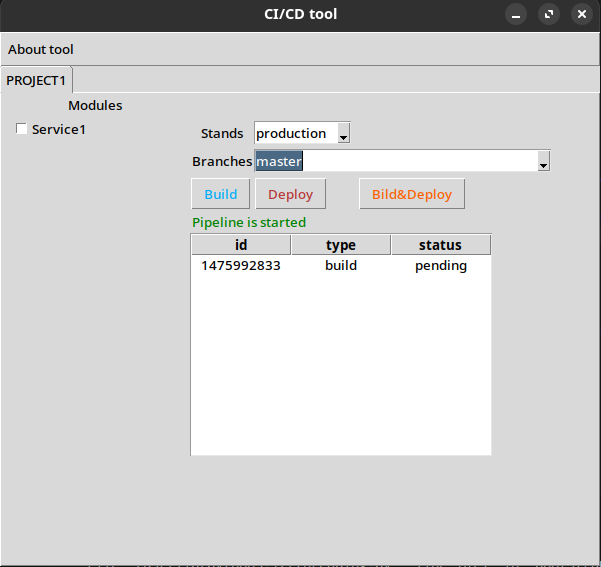 CI/CD tool
About tool
PROJECT1
Modules
Service1
Stands production
Branches master
Build Deploy Bild&Deploy
Pipeline is started
id type status
1475992833 build pending